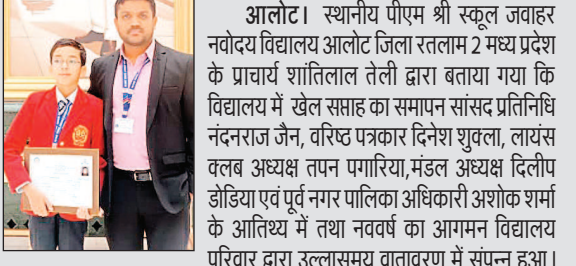 आलोट। स्थानीय पीएम श्री स्कूल जवाहर
नवोदय विद्यालय आलोट जिला रतलाम 2 मध्य प्रदेश
के प्राचार्य शांतिलाल तेली द्वारा बताया गया कि
विद्यालय में खेल सप्ताह का समापन सांसद प्रतिनिधि
नंदनराज जैन, वरिष्ठ पत्रकार दिनेश शुक्ला, लायंस
क्लब अध्यक्ष तपन पगारिया,मंडल अध्यक्ष दिलीप
डोडिया एवं पूर्व नगर पालिका अधिकारी अशोक शर्मा
के आतिथ्य में तथा नववर्ष का आगमन विद्यालय
परिवार द्वारा उल्लासमय वातावरण में संपन्न हुआ।